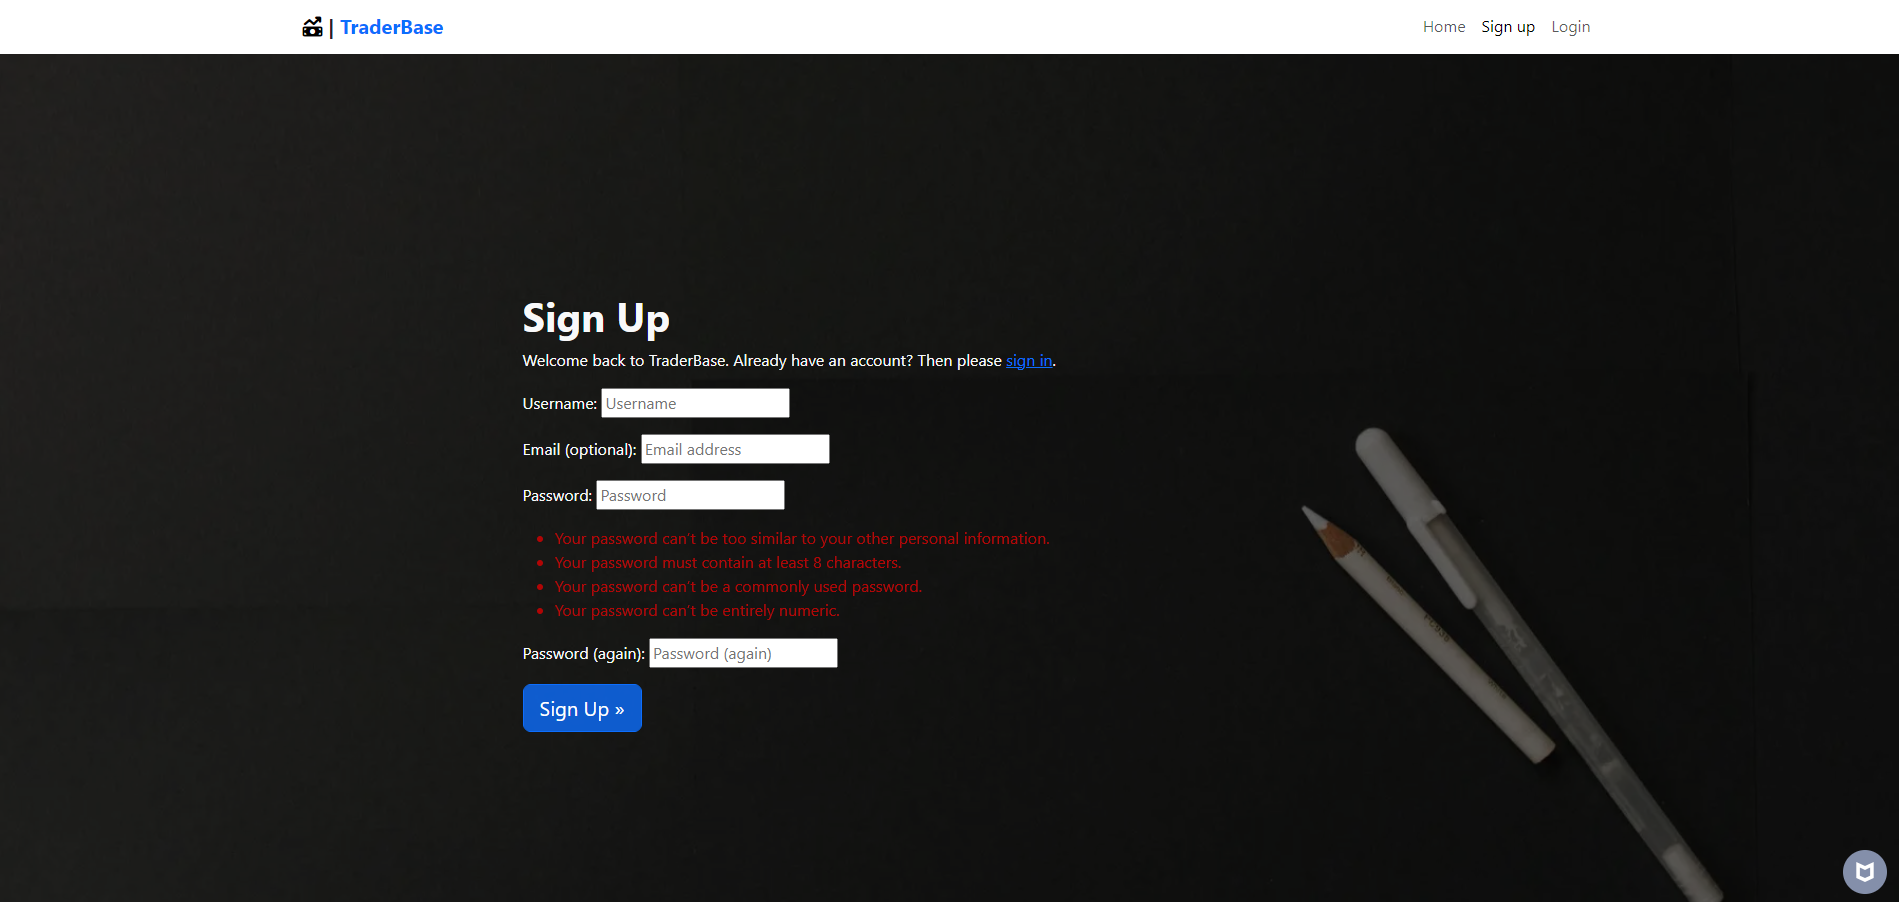 | TraderBase
Home Sign up Login
Sign Up
Welcome back to TraderBase. Already have an account? Then please sign in.
Username: Username
Email (optional): Email address
Password: Password
• Your password can't be too similar to your other personal information.
• Your password must contain at least 8 characters.
• Your password can't be a commonly used password.
• Your password can't be entirely numeric.
Password (again): Password (again)
Sign Up »